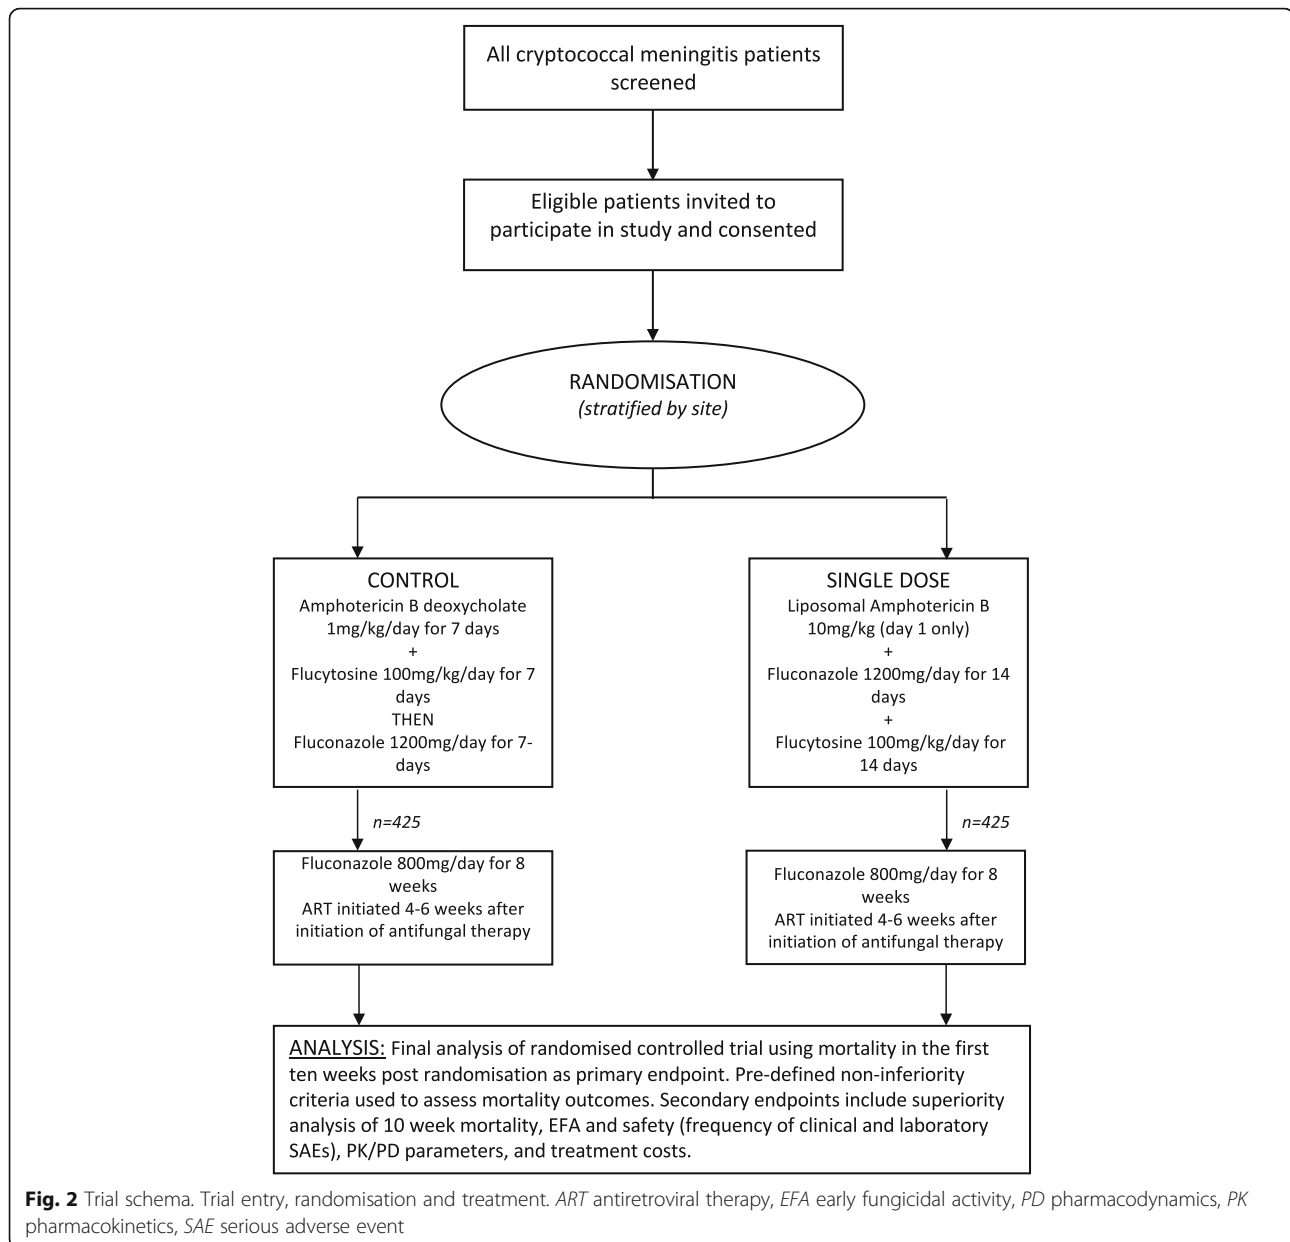 All cryptococcal meningitis patients
screened
Eligible patients invited to
participate in study and consented
RANDOMISATION
(stratified by site)
CONTROL
Amphotericin B deoxycholate
1mg/kg/day for 7 days
+
Flucytosine 100mg/kg/day for 7
days
THEN
Fluconazole 1200mg/day for 7-
days
SINGLE DOSE
Liposomal Amphotericin B
10mg/kg (day 1 only)
+
Fluconazole 1200mg/day for 14
days
+
Flucytosine 100mg/kg/day for
14 days
n=425
n=425
Fluconazole 800mg/day for 8
weeks
ART initiated 4-6 weeks after
initiation of antifungal therapy
Fluconazole 800mg/day for 8
weeks
ART initiated 4-6 weeks after
initiation of antifungal therapy
ANALYSIS: Final analysis of randomised controlled trial using mortality in the first
ten weeks post randomisation as primary endpoint. Pre-defined non-inferiority
criteria used to assess mortality outcomes. Secondary endpoints include superiority
analysis of 10 week mortality, EFA and safety (frequency of clinical and laboratory
SAEs), PK/PD parameters, and treatment costs.
Fig. 2 Trial schema. Trial entry, randomisation and treatment. ART antiretroviral therapy, EFA early fungicidal activity, PD pharmacodynamics, PK
pharmacokinetics, SAE serious adverse event